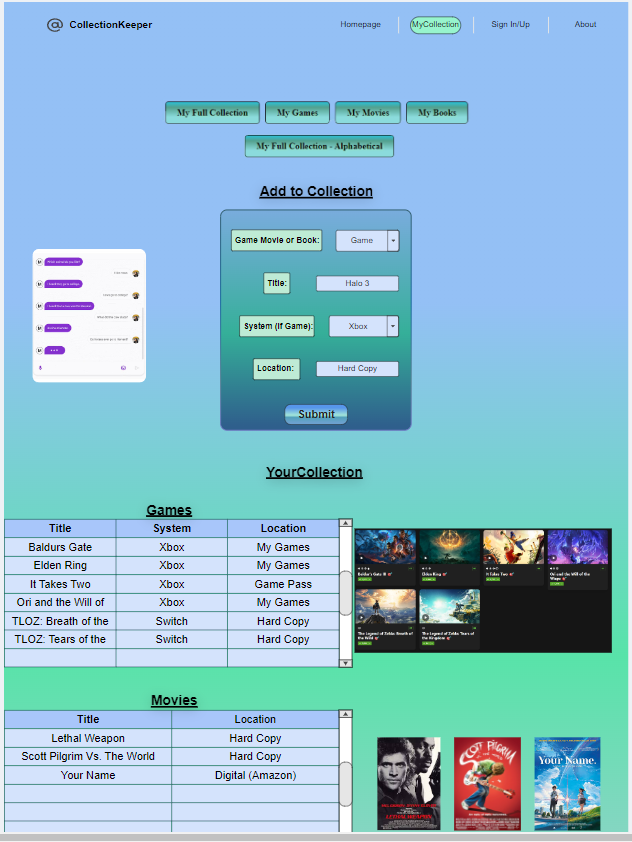 @ CollectionKeeper
Homepage MyCollection Sign In/Up About
My Full Collection My Games My Movies My Books
My Full Collection - Alphabetical
Add to Collection
Game Movie or Book: Game
Title: Halo 3
System (If Game): Xbox
Location: Hard Copy
Submit
YourCollection
Games
Title System Location
Baldurs Gate Xbox My Games
Elden Ring Xbox My Games
It Takes Two Xbox Game Pass
Ori and the Will of Xbox My Games
TLOZ: Breath of the Switch Hard Copy
TLOZ: Tears of the Switch Hard Copy
Baldur's Gate III Elden Ring It Takes Two Ori and the Will of the
Wisps
The Legend of Zelda: Breath of The Legend of Zelda: Tears of
the Wild the Kingdom
Movies
Title Location
Lethal Weapon Hard Copy
Scott Pilgrim Vs. The World Hard Copy
Your Name Digital (Amazon)
LETHAL WEAPON
SCOTT PILGRIM
Your Name.